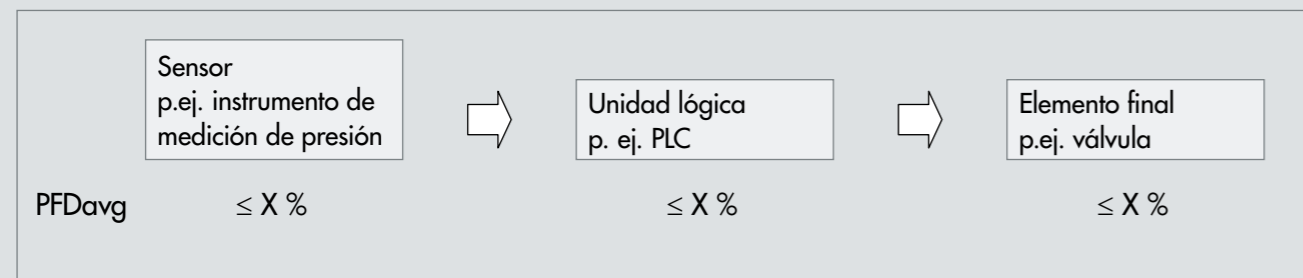 Sensor
p.ej. instrumento de
medición de presión
Unidad lógica
p. ej. PLC
Elemento final
p.ej. válvula
PFDavg ≤ X % ≤ X % ≤ X %